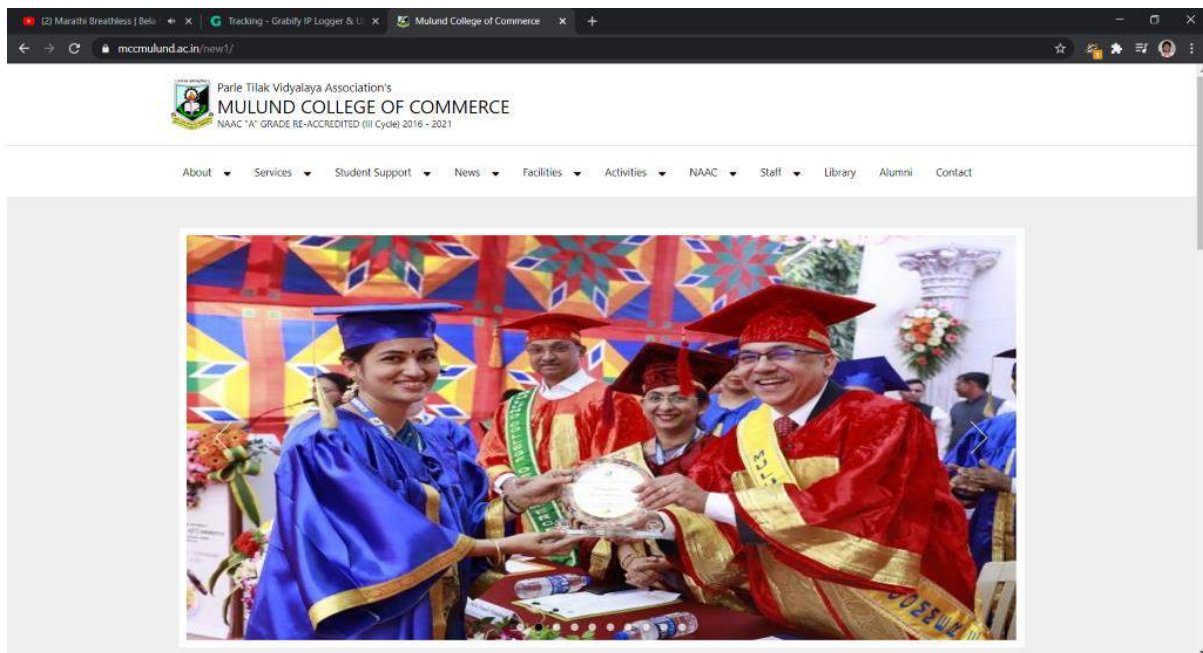 (2) Marathi Breathless | Bela
Tracking - Grabify IP Logger & U
Mulund College of Commerce
mccmulund.ac.in/new1/
Parle Tilak Vidyalaya Association's
MULUND COLLEGE OF COMMERCE
NAAC "A" GRADE RE-ACCREDITED (III Cycle) 2016 - 2021
About Services Student Support News Facilities Activities NAAC Staff Library Alumni Contact